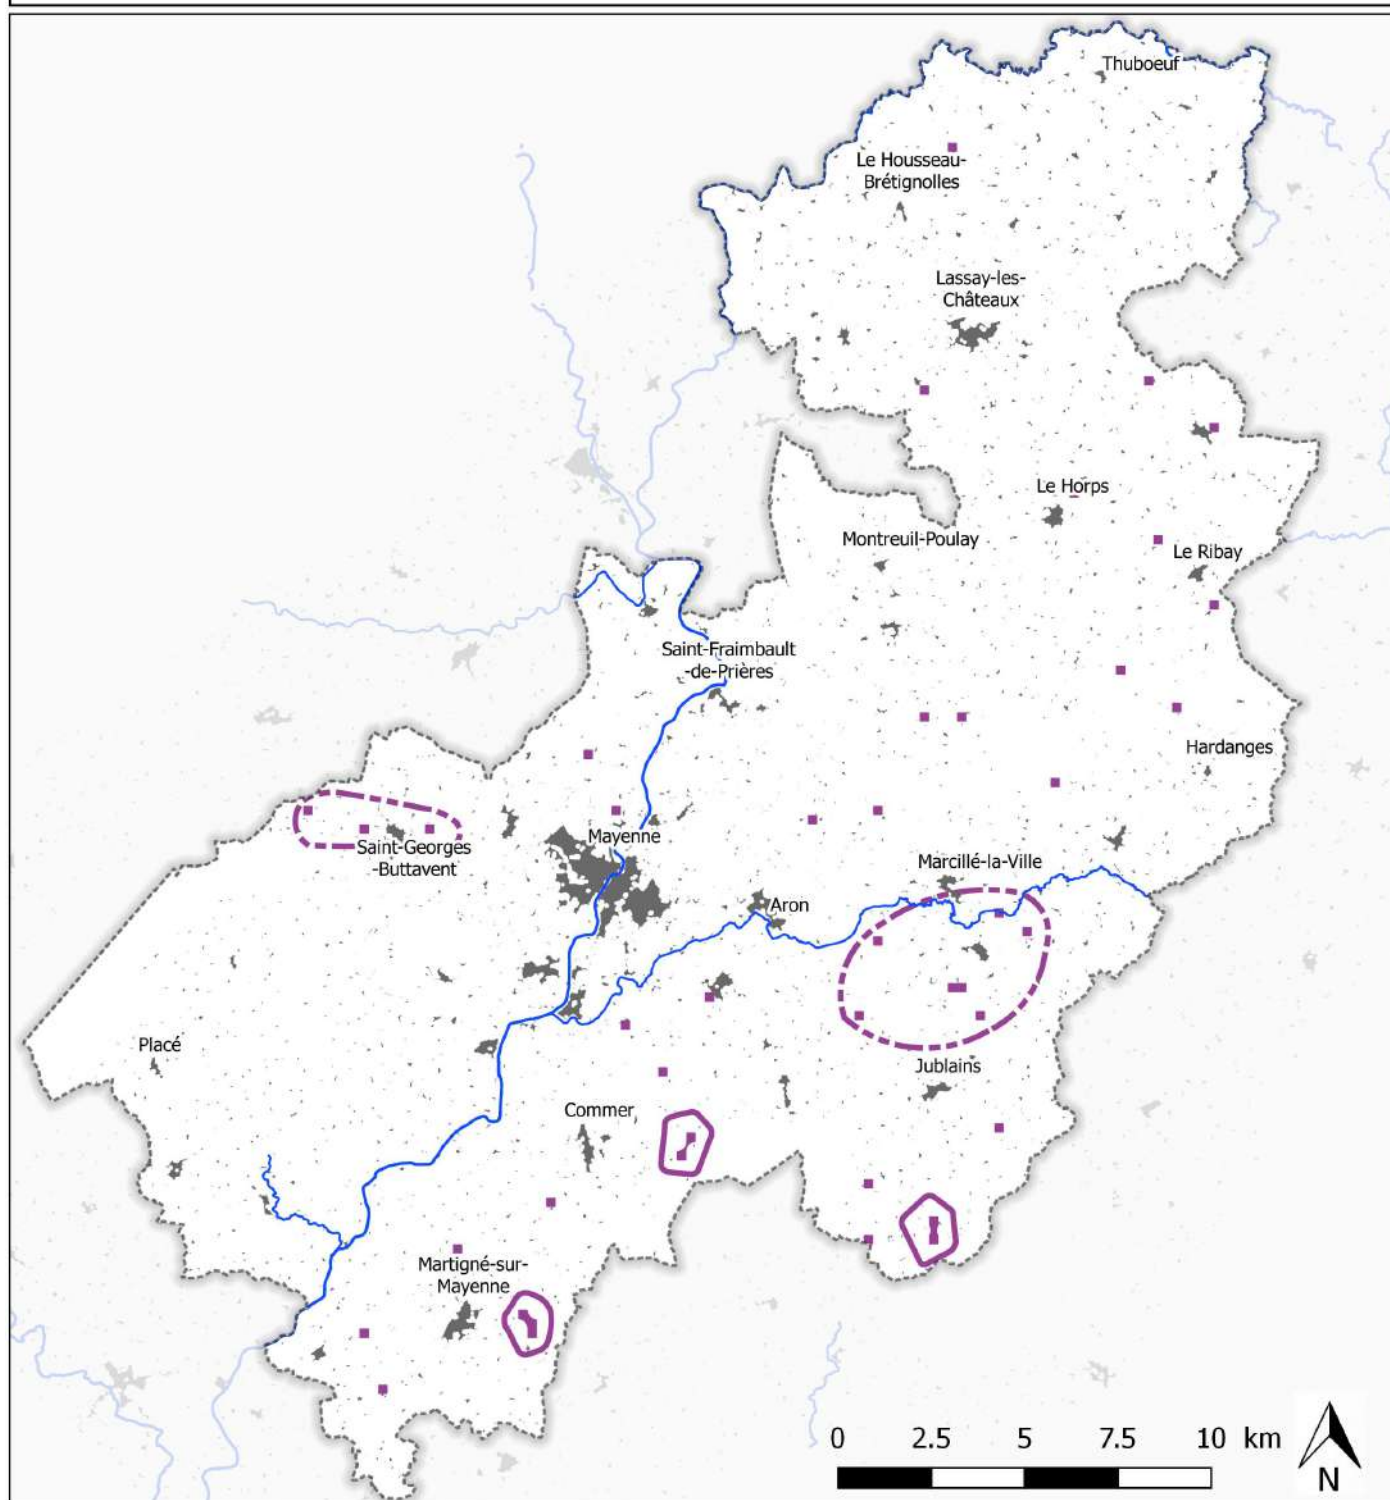 Thuboeuf
Le Housseau-
Brétignolles
Lassay-les-
Châteaux
Le Horps
Montreuil-Poulay
Le Ribay
Saint-Fraimbault
-de-Prières
Hardanges
Mayenne
Saint-Georges
-Buttavent
Marcillé-la-Ville
Aron
Placé
Jublains
Commer
Martigné-sur-
Mayenne
0 2.5 5 7.5 10 km
N